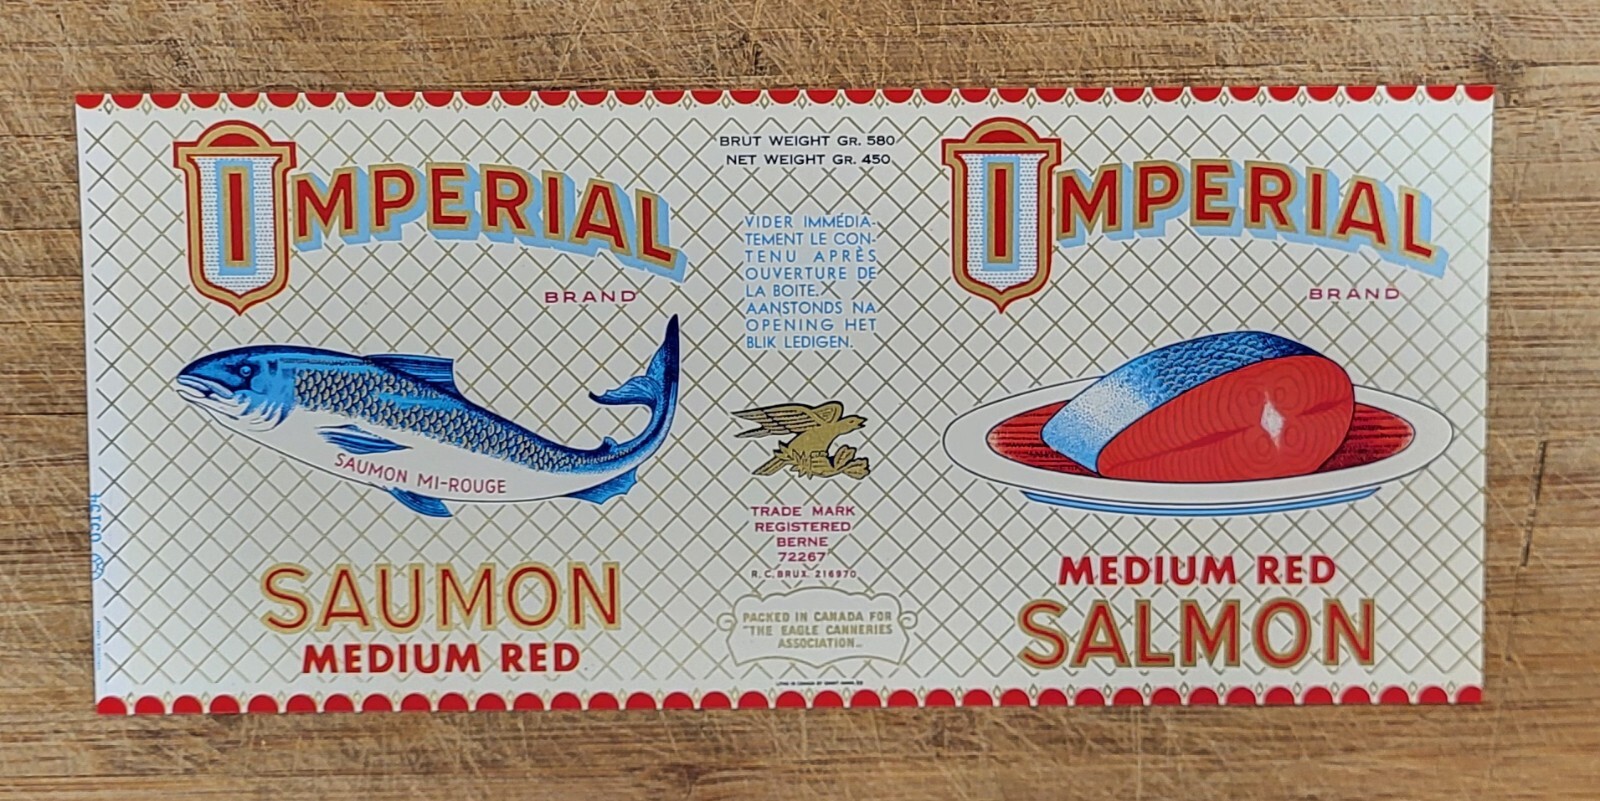 IMPERIAL
BRAND
SAUMON MI-ROUGE
SAUMON
MEDIUM RED
BRUT WEIGHT GR. 580
NET WEIGHT GR. 450
VIDER IMMÉDIA-
TEMENT LE CON-
TENU APRÈS
OUVERTURE DE
LA BOITE.
AANSTONDS NA
OPENING HET
BLIK LEDIGEN.
TRADE MARK
REGISTERED
BERNE
72267
R.C. BRUX. 216970
PACKED IN CANADA FOR
"THE EAGLE CANNERIES
ASSOCIATION"
IMPERIAL
BRAND
MEDIUM RED
SALMON